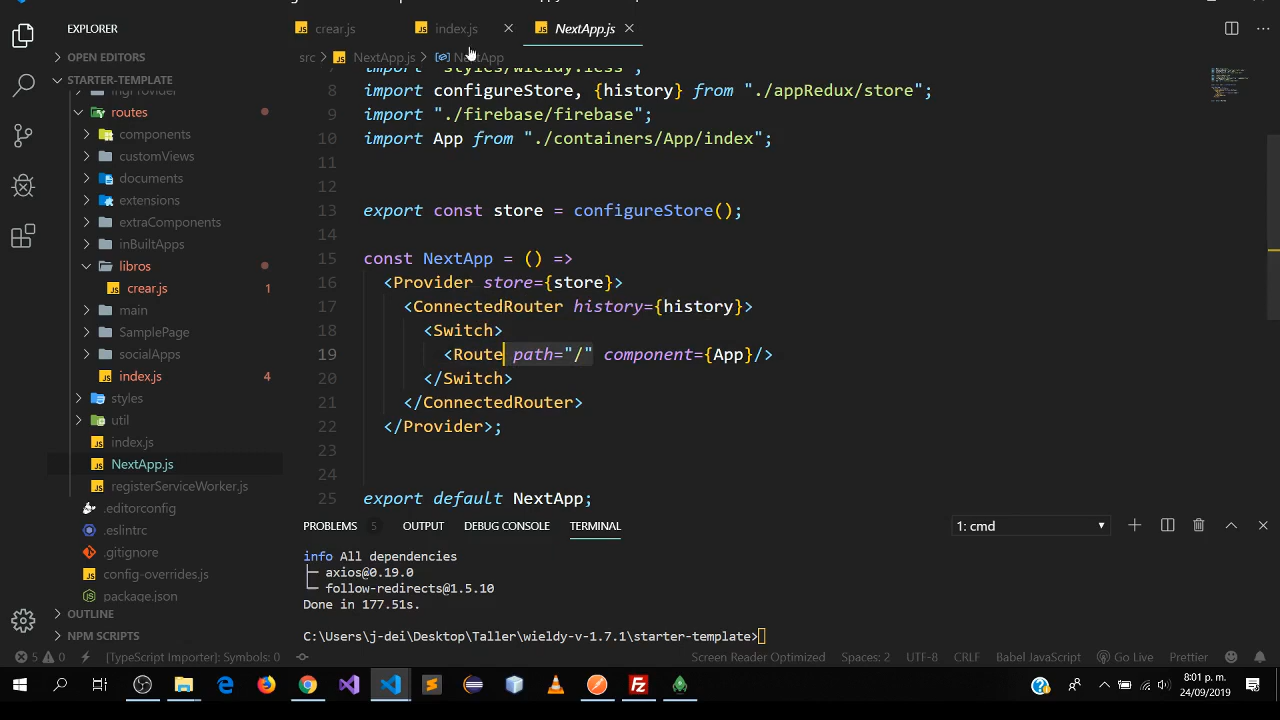 EXPLORER
crear.js
index.js
NextApp.js
OPEN EDITORS
src
NextApp.js
NextApp
STARTER-TEMPLATE
routes
components
customViews
documents
extensions
extraComponents
inBuiltApps
libros
crear.js
1
main
SamplePage
socialApps
index.js
4
styles
util
index.js
NextApp.js
registerServiceWorker.js
.editorconfig
.eslintrc
.gitignore
config-overrides.js
package.json
OUTLINE
NPM SCRIPTS
8 import configureStore, {history} from "./appRedux/store";
9 import "./firebase/firebase";
10 import App from "./containers/App/index";
11
12
13 export const store = configureStore();
14
15 const NextApp = () =>
16 <Provider store={store}>
17 <ConnectedRouter history={history}>
18 <Switch>
19 <Route path="/" component={App}/>
20 </Switch>
21 </ConnectedRouter>
22 </Provider>;
23
24
25 export default NextApp;
PROBLEMS 5 OUTPUT DEBUG CONSOLE TERMINAL 1: cmd
info All dependencies
├─ axios@0.19.0
└─ follow-redirects@1.5.10
Done in 177.51s.
C:\Users\j-dei\Desktop\Taller\wieldy-v-1.7.1\starter-template>
5 0 [TypeScript Importer]: Symbols: 0 Screen Reader Optimized Spaces: 2 UTF-8 CRLF Babel JavaScript Go Live Prettier
8:01 p. m.
24/09/2019